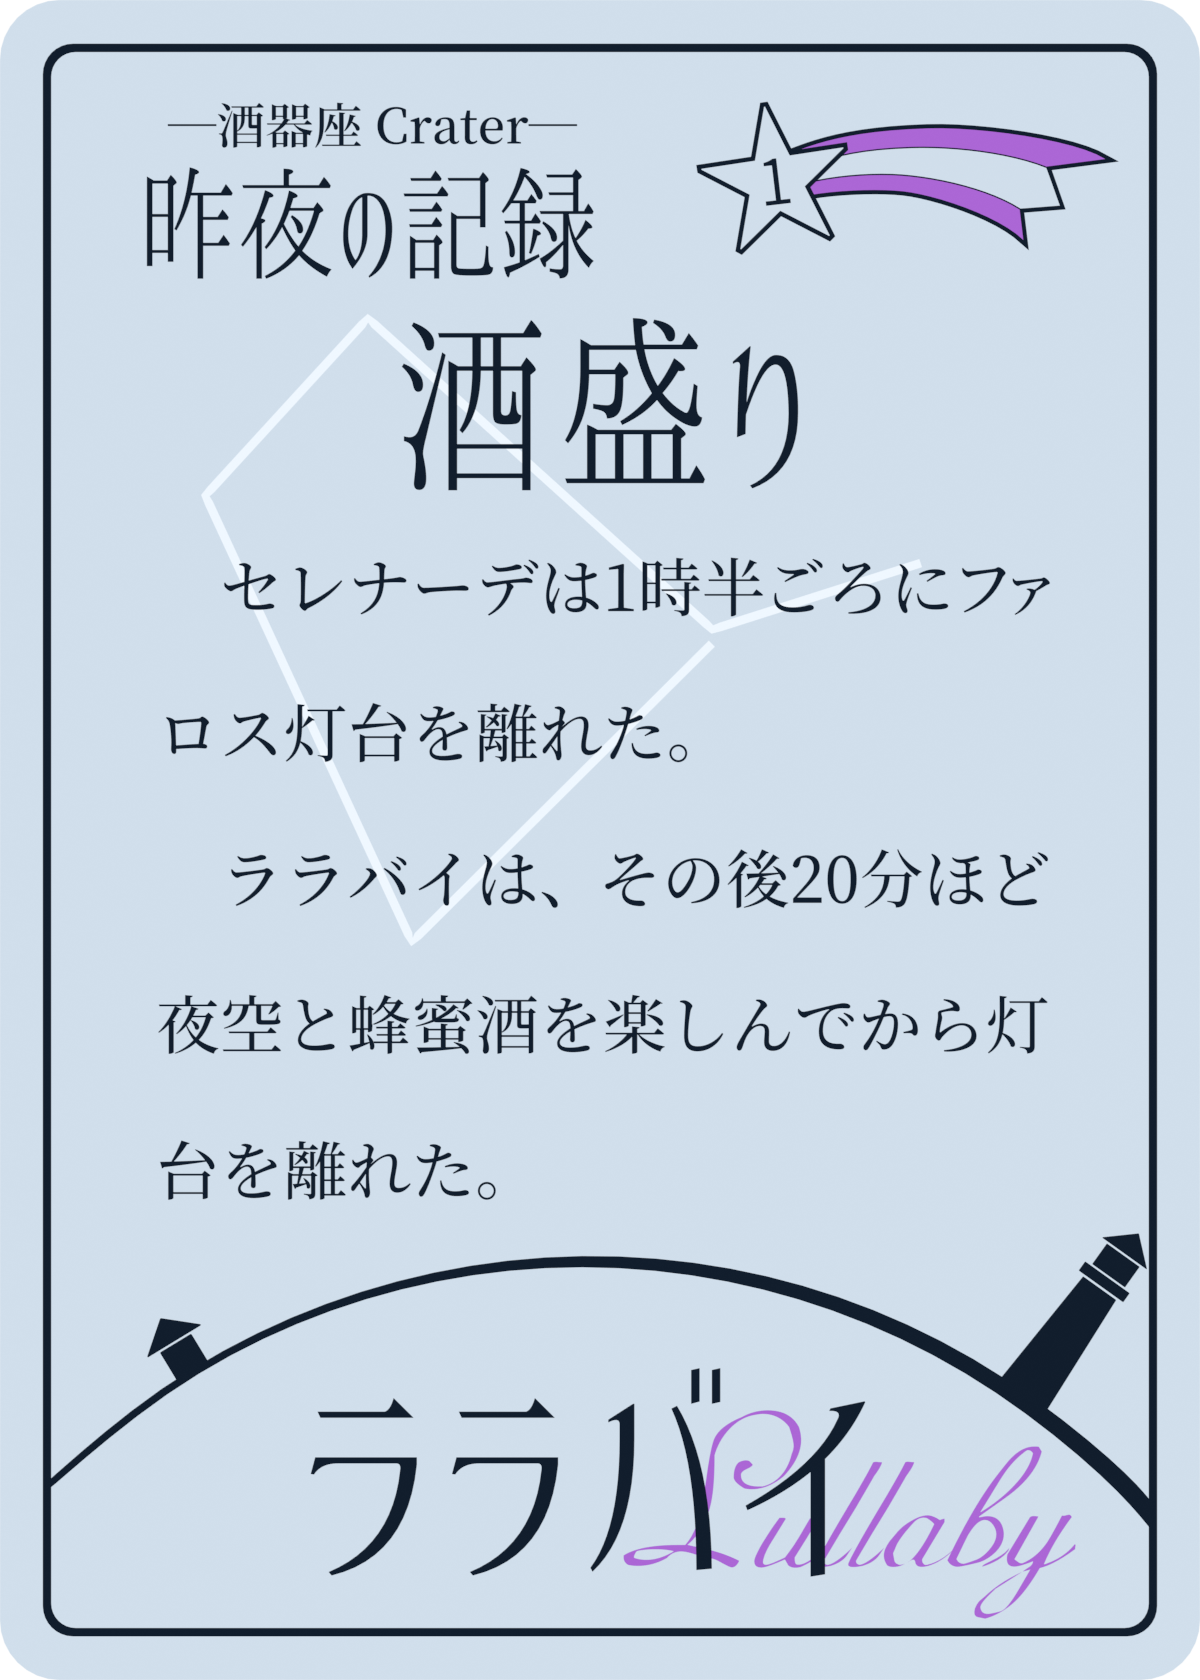 ―酒器座 Crater―
昨夜の記録
1
酒盛り
セレナーデは1時半ごろにファ
ロス灯台を離れた。
ララバイは、その後20分ほど
夜空と蜂蜜酒を楽しんでから灯
台を離れた。
ララバイ
Lullaby